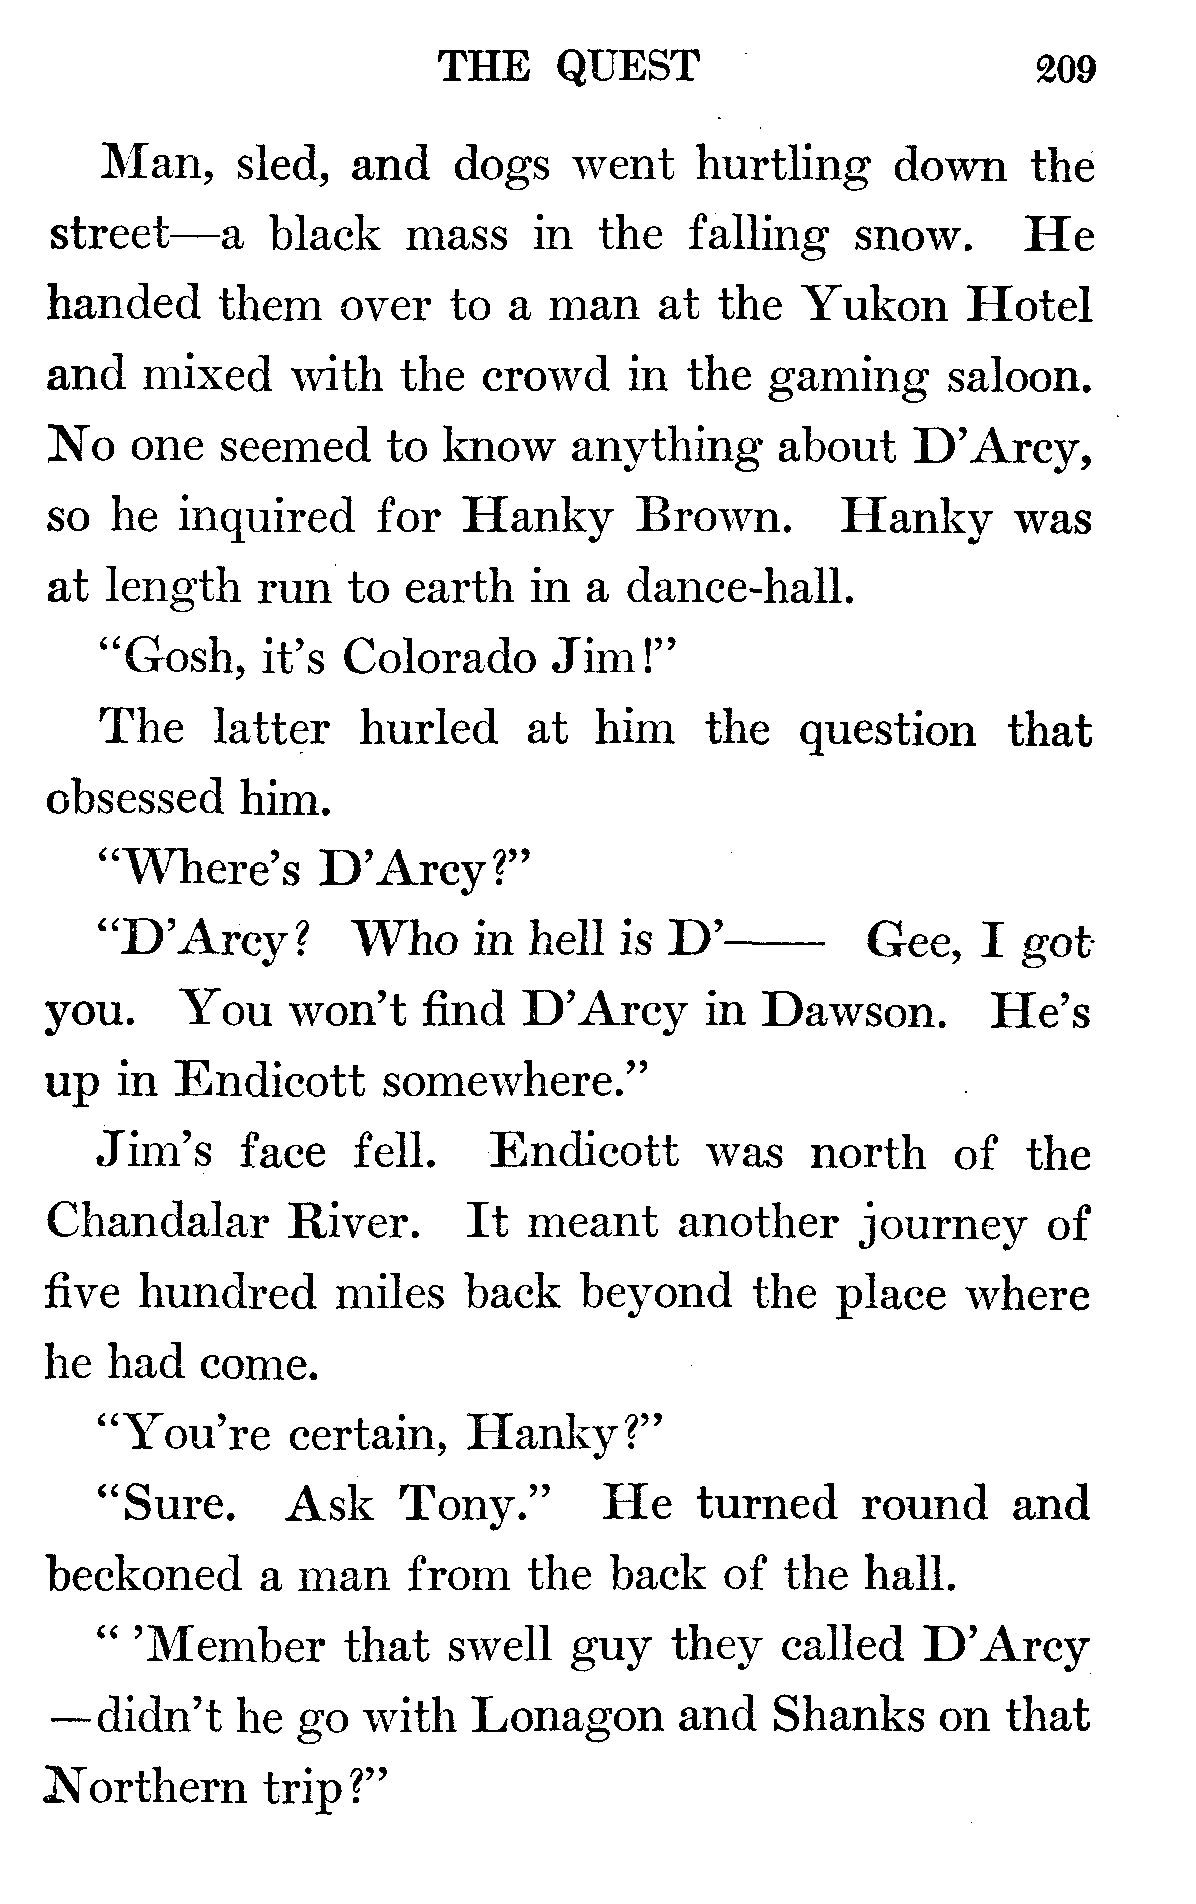 THE QUEST 209
Man, sled, and dogs went hurtling down the
street—a black mass in the falling snow. He
handed them over to a man at the Yukon Hotel
and mixed with the crowd in the gaming saloon.
No one seemed to know anything about D'Arcy,
so he inquired for Hanky Brown. Hanky was
at length run to earth in a dance-hall.
“Gosh, it's Colorado Jim!”
The latter hurled at him the question that
obsessed him.
“Where's D'Arcy?”
“D'Arcy? Who in hell is D'—— Gee, I got
you. You won't find D'Arcy in Dawson. He's
up in Endicott somewhere.”
Jim's face fell. Endicott was north of the
Chandalar River. It meant another journey of
five hundred miles back beyond the place where
he had come.
“You're certain, Hanky?”
“Sure. Ask Tony.” He turned round and
beckoned a man from the back of the hall.
“ 'Member that swell guy they called D'Arcy
—didn't he go with Lonagon and Shanks on that
Northern trip?”